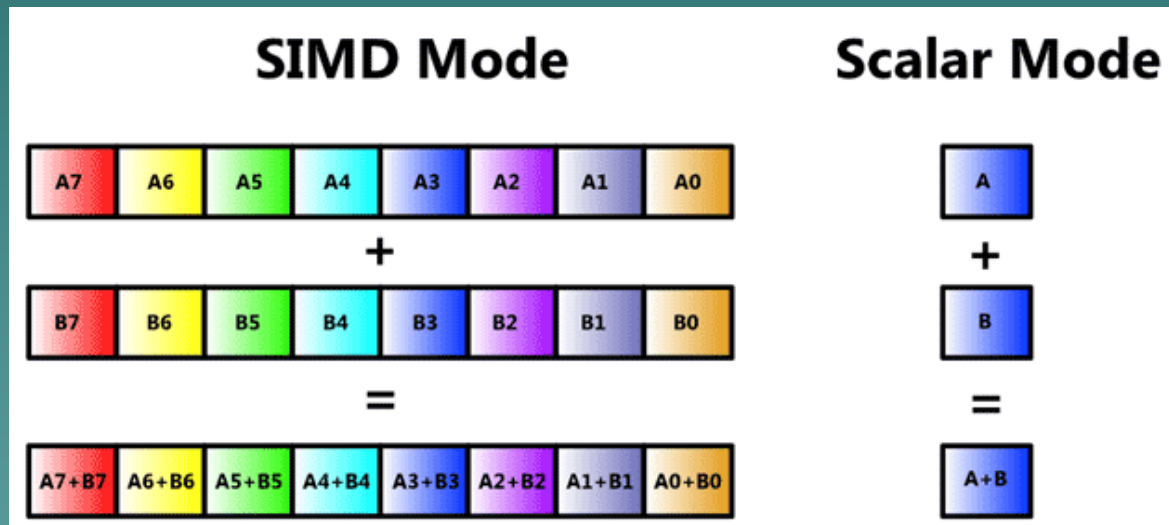 SIMD Mode Scalar Mode
A7 A6 A5 A4 A3 A2 A1 A0 A
+ +
B7 B6 B5 B4 B3 B2 B1 B0 B
= =
A7+B7 A6+B6 A5+B5 A4+B4 A3+B3 A2+B2 A1+B1 A0+B0 A+B